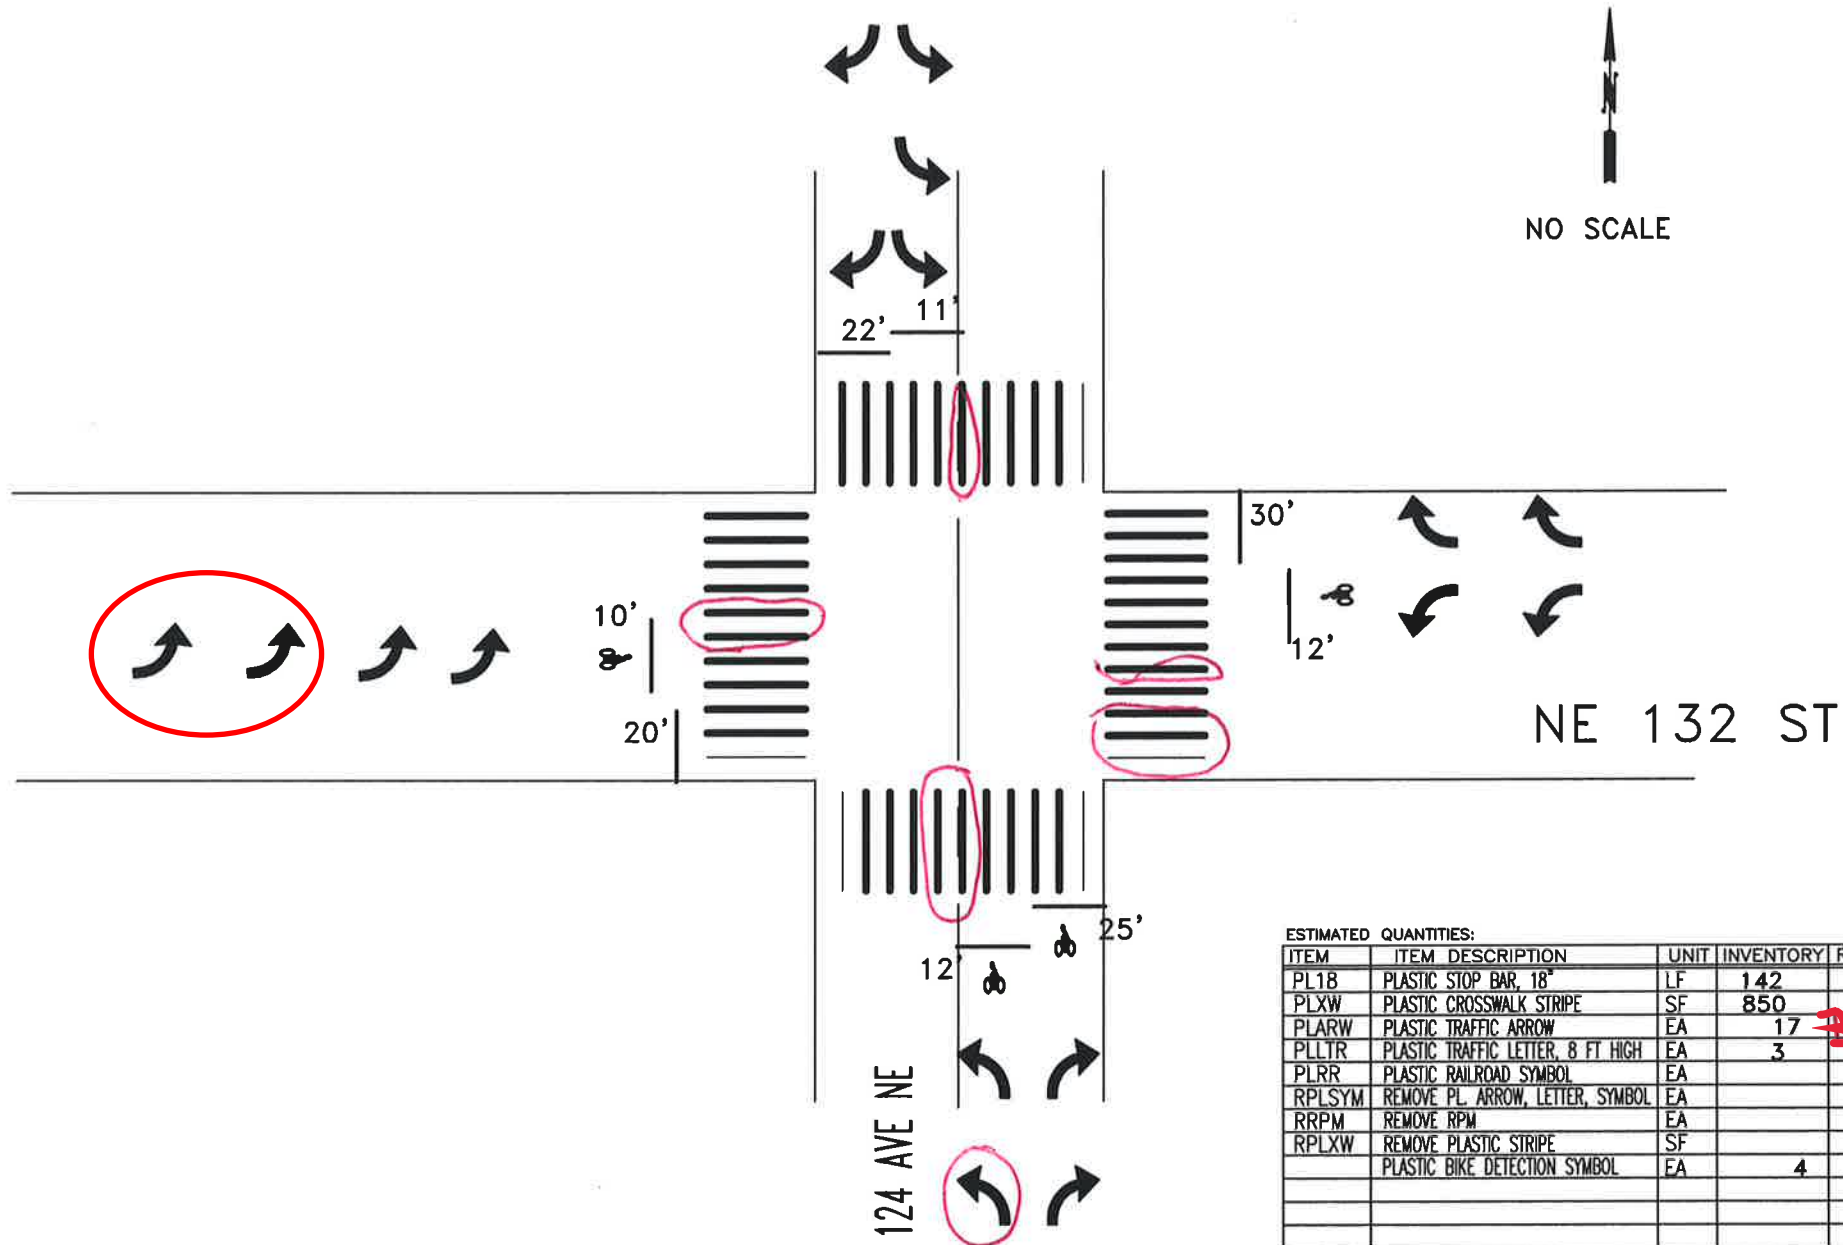 N
NO SCALE
11'
22'
30'
10'
12'
20'
NE 132 ST
25'
12'
124 AVE NE
ESTIMATED QUANTITIES:
ITEM ITEM DESCRIPTION UNIT INVENTORY
PL18 PLASTIC STOP BAR, 18" LF 142
PLXW PLASTIC CROSSWALK STRIPE SF 850
PLARW PLASTIC TRAFFIC ARROW EA 17
PLLTR PLASTIC TRAFFIC LETTER, 8 FT HIGH EA 3
PLRR PLASTIC RAILROAD SYMBOL EA
RPLSYM REMOVE PL. ARROW, LETTER, SYMBOL EA
RRPM REMOVE RPM EA
RPLXW REMOVE PLASTIC STRIPE SF
PLASTIC BIKE DETECTION SYMBOL EA 4